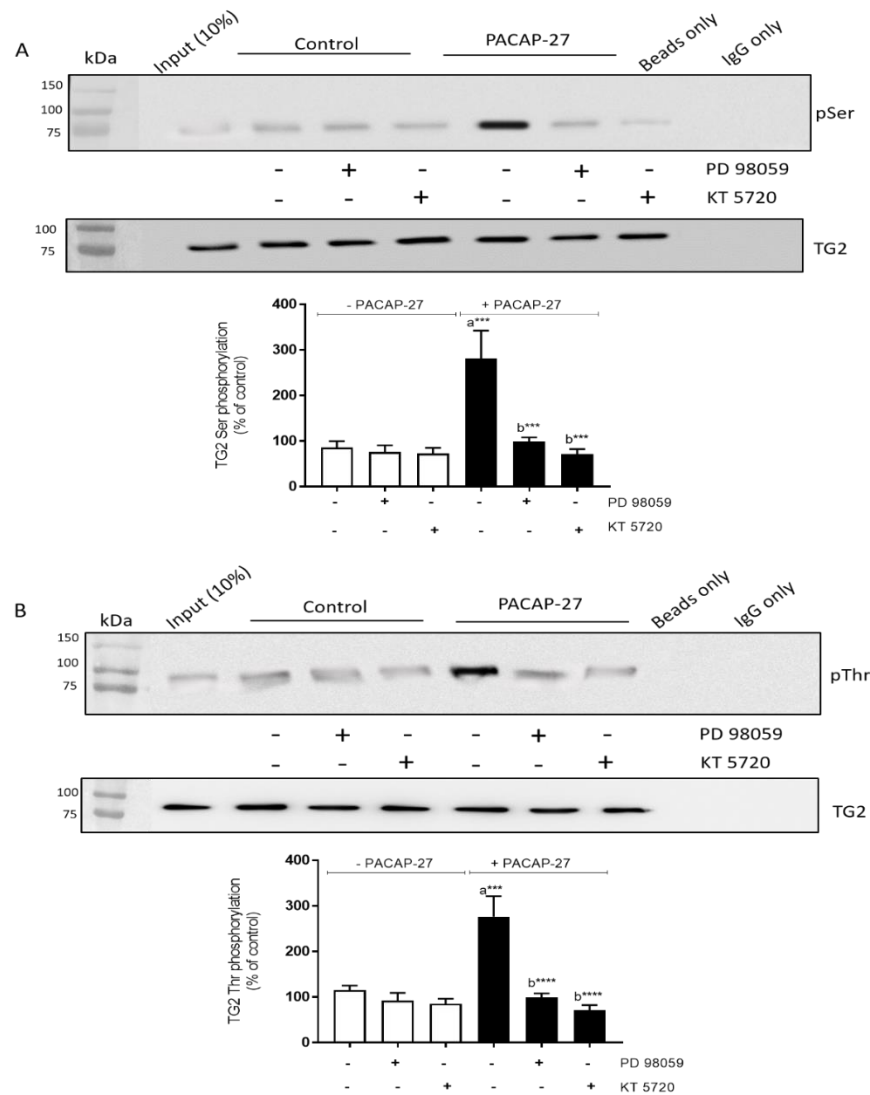 A
kDa
Input (10%)
Control
PACAP-27
Beads only
IgG only
150
100
75
pSer
- + - - + - PD 98059
- - + - - + KT 5720
100
75
TG2
400
300
200
100
0
TG2 Ser phosphorylation
(% of control)
- PACAP-27
+ PACAP-27
a***
b***
b***
- + - - + - PD 98059
- - + - - + KT 5720
B
kDa
Input (10%)
Control
PACAP-27
Beads only
IgG only
150
100
75
pThr
- + - - + - PD 98059
- - + - - + KT 5720
100
75
TG2
400
300
200
100
0
TG2 Thr phosphorylation
(% of control)
- PACAP-27
+ PACAP-27
a***
b****
b****
- + - - + - PD 98059
- - + - - + KT 5720